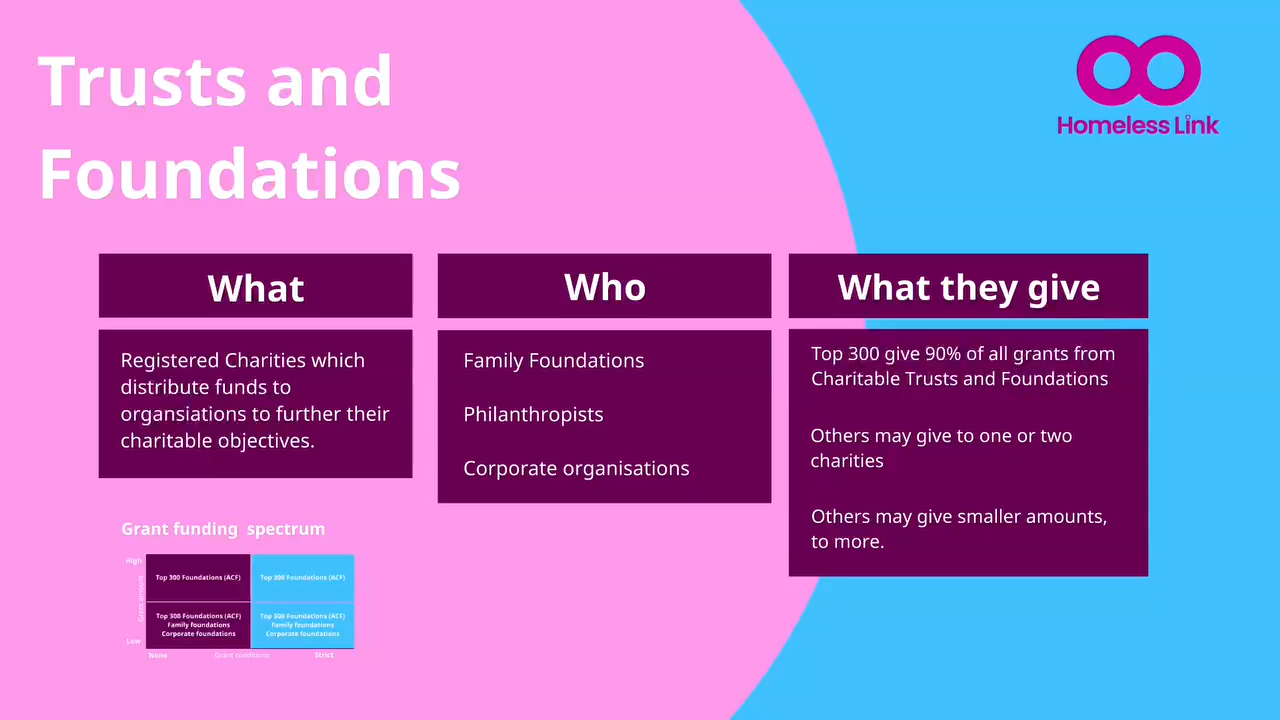 Trusts and
Foundations
Homeless Link
What
Registered Charities which
distribute funds to
organsiations to further their
charitable objectives.
Who
Family Foundations
Philanthropists
Corporate organisations
What they give
Top 300 give 90% of all grants from
Charitable Trusts and Foundations
Others may give to one or two
charities
Others may give smaller amounts,
to more.
Grant funding spectrum
High
Low
Top 300 Foundations (ACF)
Top 300 Foundations (ACF)
Top 300 Foundations (ACF)
Family foundations
Corporate foundations
Top 300 Foundations (ACF)
Family foundations
Corporate foundations
None
Grant conditions
Strict